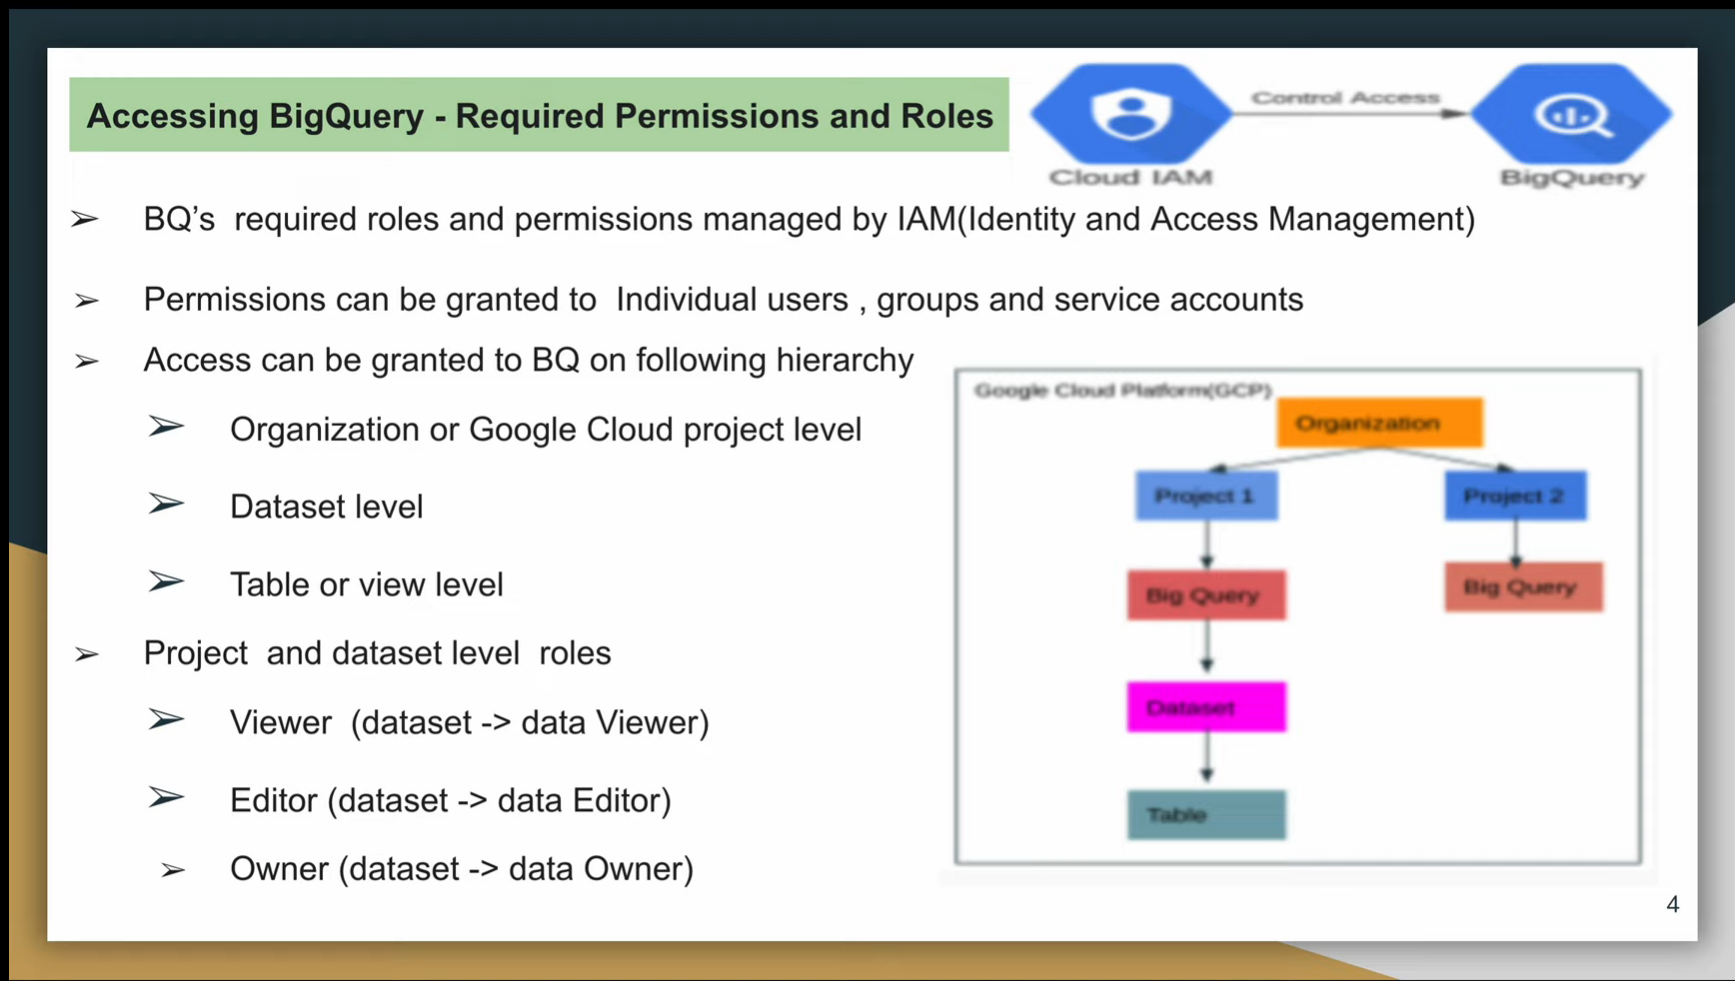 Accessing BigQuery - Required Permissions and Roles
Control Access
Cloud IAM
BigQuery
➢ BQ's required roles and permissions managed by IAM(Identity and Access Management)
➢ Permissions can be granted to Individual users , groups and service accounts
➢ Access can be granted to BQ on following hierarchy
➢ Organization or Google Cloud project level
➢ Dataset level
➢ Table or view level
➢ Project and dataset level roles
➢ Viewer (dataset -> data Viewer)
➢ Editor (dataset -> data Editor)
➢ Owner (dataset -> data Owner)
Google Cloud Platform(GCP)
Organization
Project 1
Project 2
Big Query
Big Query
Dataset
Table
4